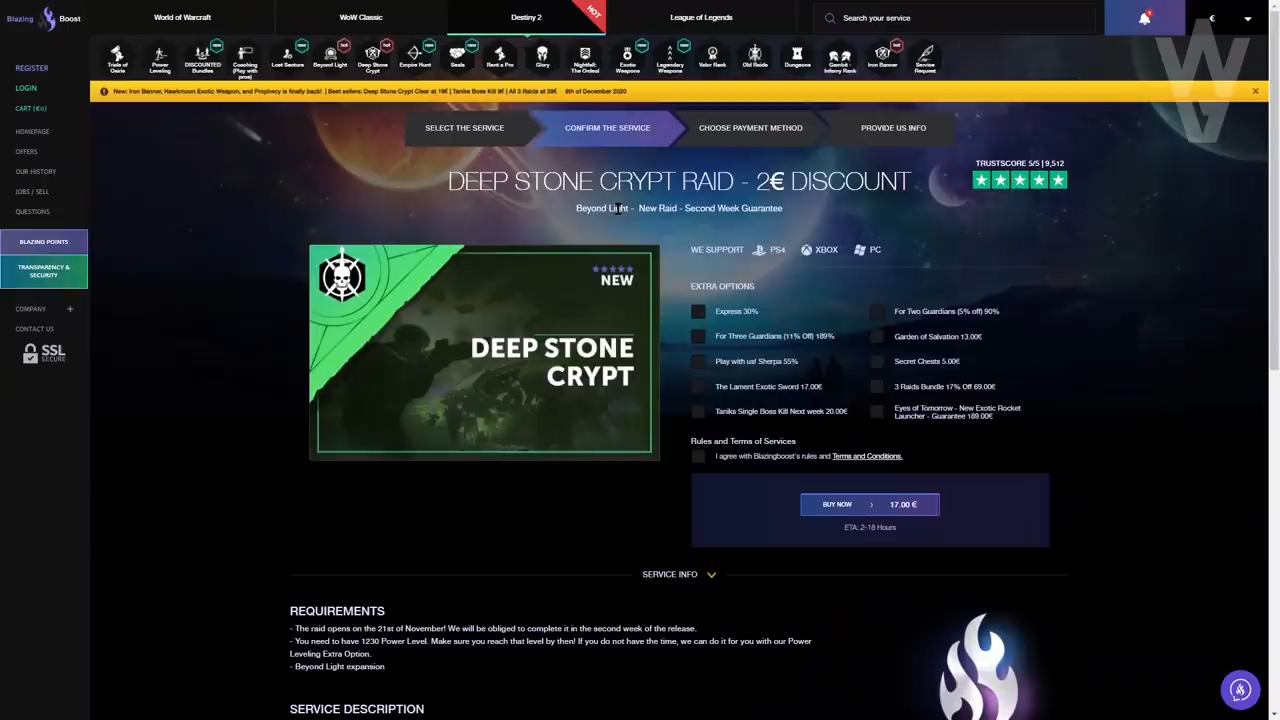 Blazing Boost
World of Warcraft
WoW Classic
Destiny 2
HOT
League of Legends
Search your service
€
Trials of Osiris
Power Leveling
DISCOUNTED Bundles
new
Coaching (Play with pros)
Lost Sectors
new
Beyond Light
hot
Deep Stone Crypt
hot
Empire Hunt
new
Seals
new
Rent a Pro
Glory
Nightfall: The Ordeal
Exotic Weapons
new
Legendary Weapons
new
Valor Rank
Old Raids
Dungeons
Gambit - Infamy Rank
Iron Banner
hot
Service Request
New: Iron Banner, Hawkmoon Exotic Weapon, and Prophecy is finally back! | Best sellers: Deep Stone Crypt Clear at 19€ | Taniks Boss Kill 9€ | All 3 Raids at 39€ 9th of December 2020
REGISTER
LOGIN
CART (€0)
HOMEPAGE
OFFERS
OUR HISTORY
JOBS / SELL
QUESTIONS
BLAZING POINTS
TRANSPARENCY &
SECURITY
COMPANY +
CONTACT US
SSL
SECURE
SELECT THE SERVICE
CONFIRM THE SERVICE
CHOOSE PAYMENT METHOD
PROVIDE US INFO
TRUSTSCORE 5/5 | 9,512
DEEP STONE CRYPT RAID - 2€ DISCOUNT
Beyond Light - New Raid - Second Week Guarantee
NEW
DEEP STONE
CRYPT
WE SUPPORT PS4 XBOX PC
EXTRA OPTIONS
Express 30%
For Two Guardians (5% off) 90%
For Three Guardians (11% Off) 189%
Garden of Salvation 13.00€
Play with us! Sherpa 55%
Secret Chests 5.00€
The Lament Exotic Sword 17.00€
3 Raids Bundle 17% Off 69.00€
Taniks Single Boss Kill Next week 20.00€
Eyes of Tomorrow - New Exotic Rocket
Launcher - Guarantee 189.00€
Rules and Terms of Services
I agree with Blazingboost's rules and Terms and Conditions.
BUY NOW › 17.00 €
ETA: 2-18 Hours
SERVICE INFO
REQUIREMENTS
- The raid opens on the 21st of November! We will be obliged to complete it in the second week of the release.
- You need to have 1230 Power Level. Make sure you reach that level by then! If you do not have the time, we can do it for you with our Power
Leveling Extra Option.
- Beyond Light expansion
SERVICE DESCRIPTION